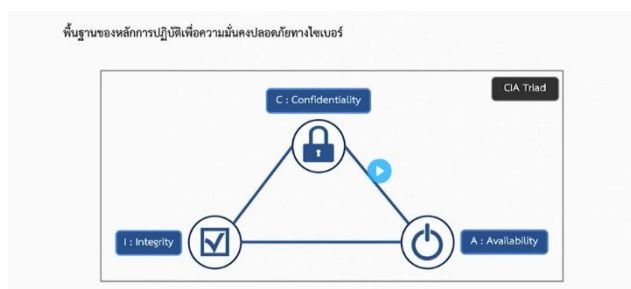 พื้นฐานของหลักการปฏิบัติเพื่อความมั่นคงปลอดภัยทางไซเบอร์
CIA Triad
C : Confidentiality
I : Integrity
A : Availability